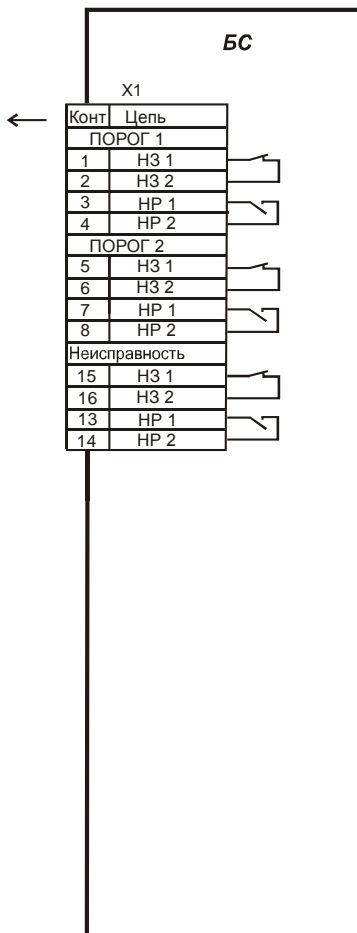 БС
X1
Конт Цепь
ПОРОГ 1
1 НЗ 1
2 НЗ 2
3 НР 1
4 НР 2
ПОРОГ 2
5 НЗ 1
6 НЗ 2
7 НР 1
8 НР 2
Неисправность
15 НЗ 1
16 НЗ 2
13 НР 1
14 НР 2